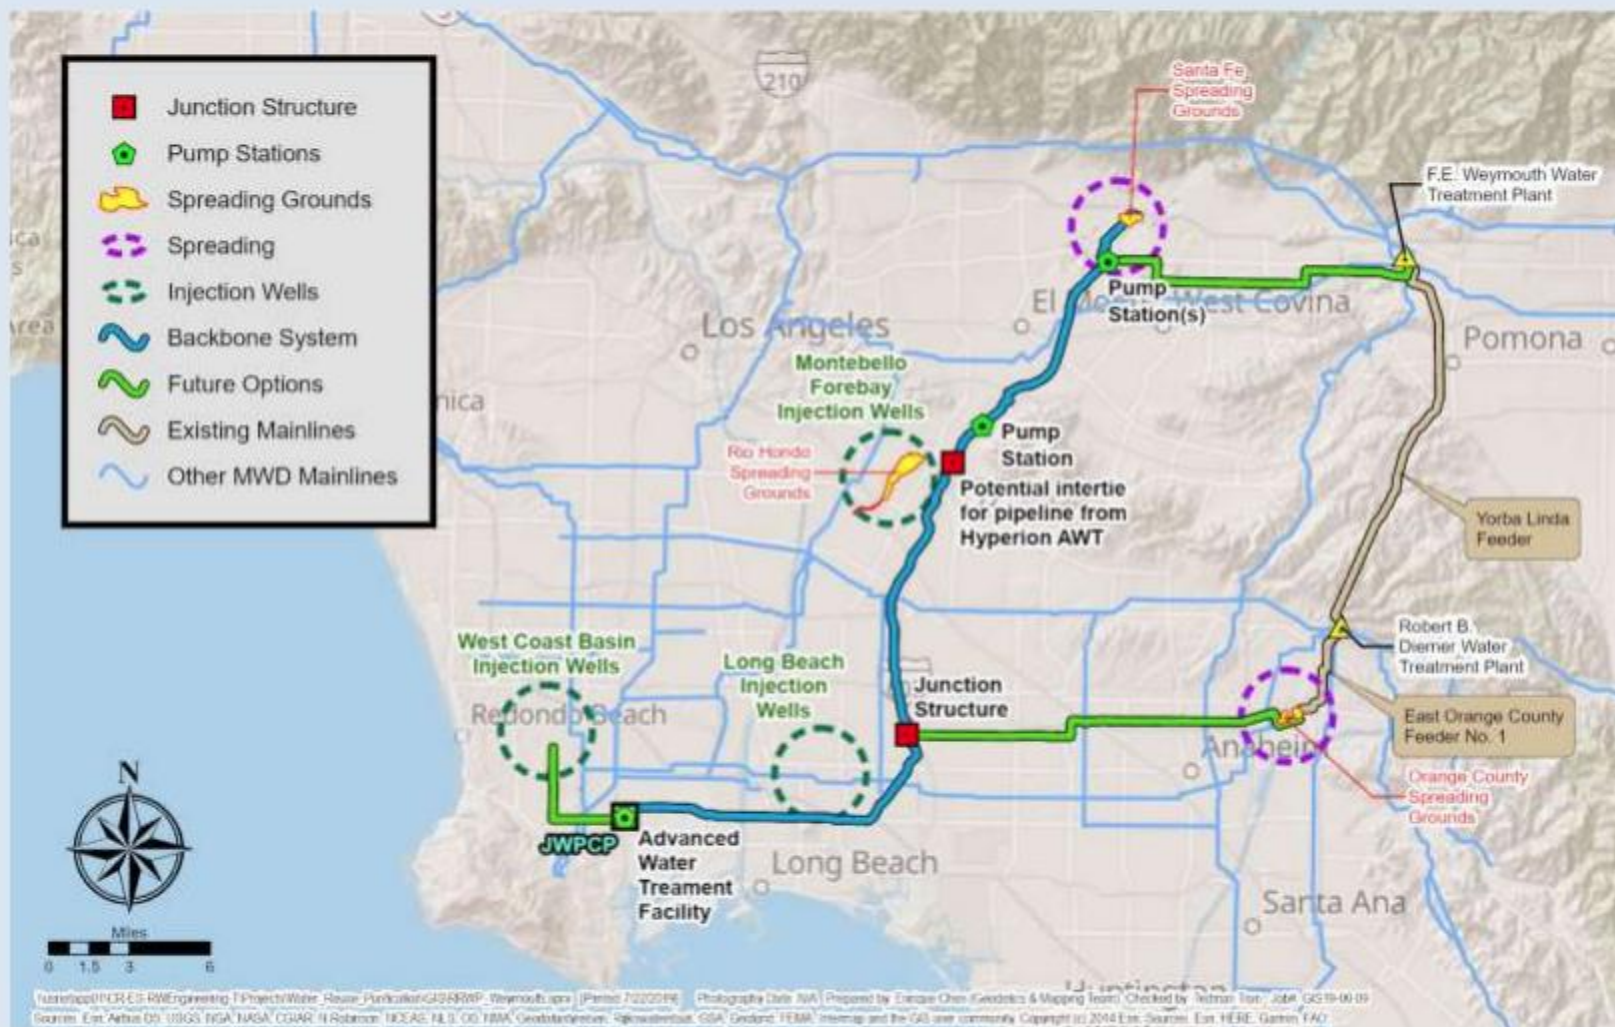 Junction Structure
Pump Stations
Spreading Grounds
Spreading
Injection Wells
Backbone System
Future Options
Existing Mainlines
Other MWD Mainlines
210
Santa Fe
Spreading
Grounds
F.E. Weymouth Water
Treatment Plant
Pump
Station(s)
West Covina
Los Angeles
Pomona
Montebello
Forebay
Injection Wells
Rio Hondo
Spreading
Grounds
Pump
Station
Potential intertie
for pipeline from
Hyperion AWT
Yorba Linda
Feeder
Robert B.
Diemer Water
Treatment Plant
West Coast Basin
Injection Wells
Redondo Beach
Long Beach
Injection
Wells
Junction
Structure
East Orange County
Feeder No. 1
Anaheim
Orange County
Spreading
Grounds
JWPCP
Advanced
Water
Treament
Facility
Long Beach
Santa Ana
Huntington
N
Miles
0 1.5 3 6